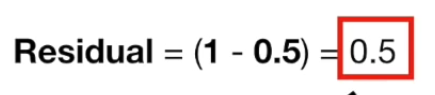 Residual = (1 - 0.5) = 0.5